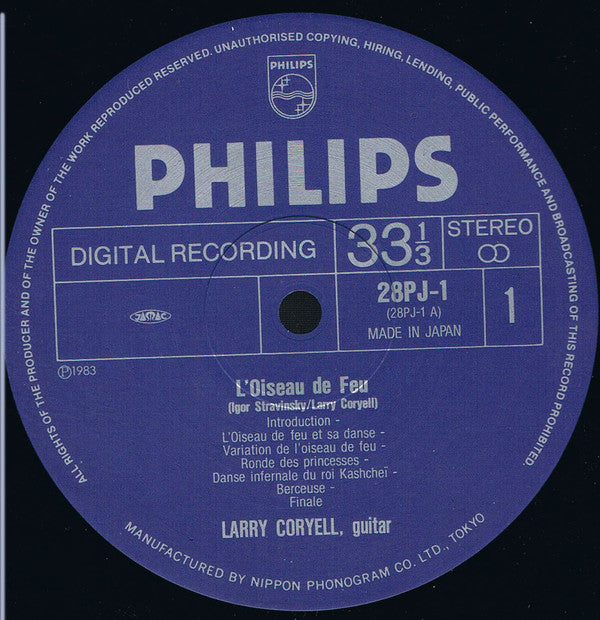 ALL RIGHTS OF THE PRODUCER AND OF THE OWNER OF THE WORK REPRODUCED RESERVED. UNAUTHORISED COPYING, HIRING, LENDING, PUBLIC PERFORMANCE AND BROADCASTING OF THIS RECORD PROHIBITED.
PHILIPS
PHILIPS
DIGITAL RECORDING
33 1/3
STEREO
JASRAC
28PJ-1
(28PJ-1 A)
MADE IN JAPAN
1
Ⓟ1983
L'Oiseau de Feu
(Igor Stravinsky/Larry Coryell)
Introduction -
L'Oiseau de feu et sa danse -
Variation de l'oiseau de feu -
Ronde des princesses -
Danse infernale du roi Kashcheï -
Berceuse -
Finale
LARRY CORYELL, guitar
MANUFACTURED BY NIPPON PHONOGRAM CO. LTD., TOKYO